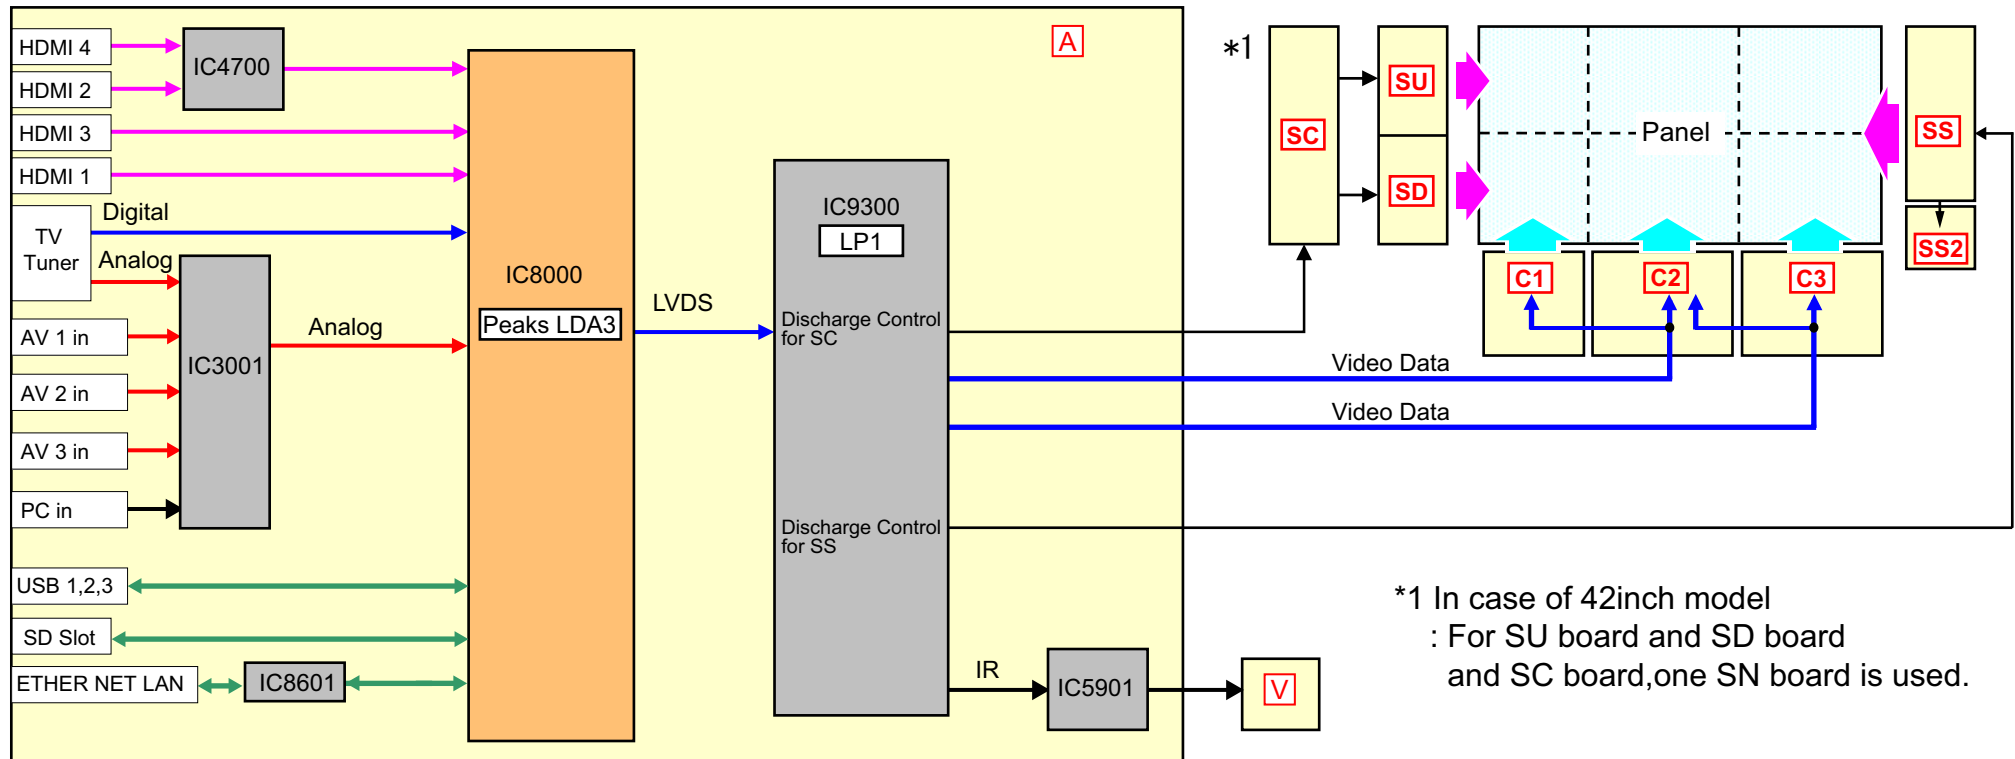 HDMI 4
HDMI 2
HDMI 3
HDMI 1
IC4700
TV
Tuner
Digital
Analog
AV 1 in
AV 2 in
AV 3 in
PC in
IC3001
Analog
USB 1,2,3
SD Slot
ETHER NET LAN
IC8601
IC8000
Peaks LDA3
LVDS
A
IC9300
LP1
Discharge Control
for SC
Discharge Control
for SS
Video Data
Video Data
IR
IC5901
V
*1
SC
SU
SD
Panel
SS
SS2
C1
C2
C3
*1 In case of 42inch model
: For SU board and SD board
and SC board,one SN board is used.